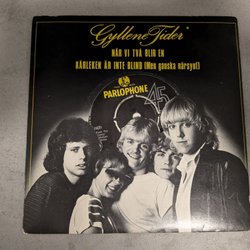 Gyllene Tider
NÄR VI TVÅ BLIR EN
KÄRLEKEN ÄR INTE BLIND (Men ganska närsynt)
PARLOPHONE
45